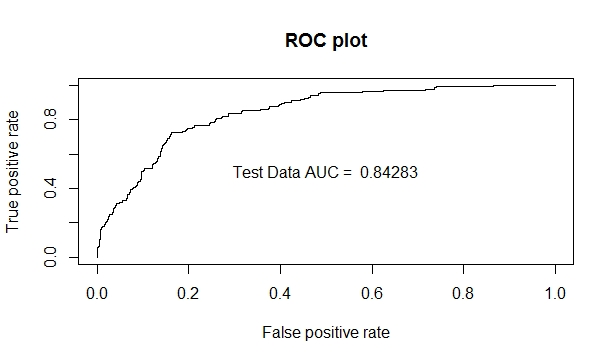 ROC plot
True positive rate
0.8
0.4
0.0
Test Data AUC = 0.84283
0.0 0.2 0.4 0.6 0.8 1.0
False positive rate